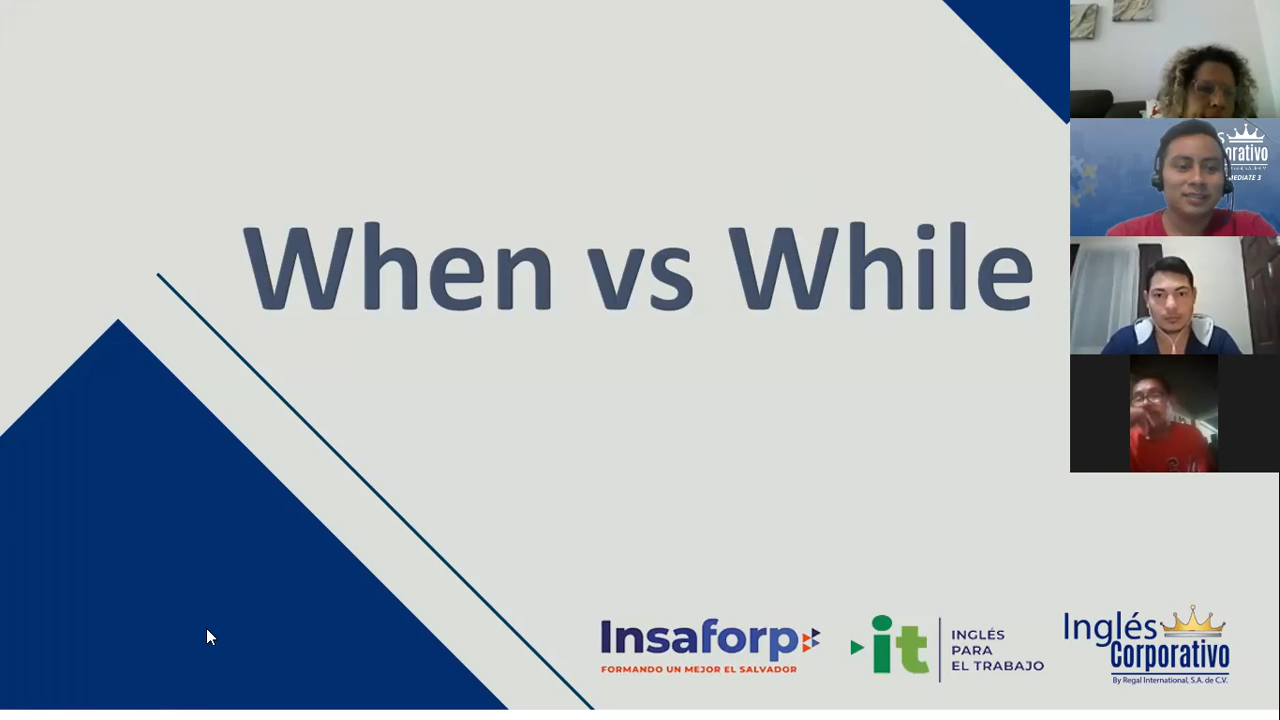 When vs While
Insaforp
FORMANDO UN MEJOR EL SALVADOR
it
INGLÉS
PARA
EL TRABAJO
Inglés
Corporativo
By Regal International, S.A. de C.V.